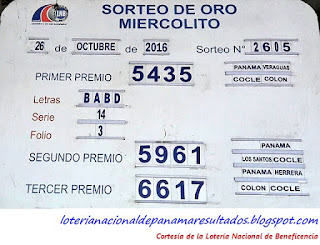 SORTEO DE ORO
MIERCOLITO
26 de OCTUBRE de 2016 Sorteo Nº 2605
PRIMER PREMIO 5435 PANAMA VERAGUAS
COCLE COLON
Letras BABD
Serie 14
Folio 3
SEGUNDO PREMIO 5961 PANAMA
LOS SANTOS COCLE
TERCER PREMIO 6617 PANAMA HERRERA
COLON COCLE
loterianacionaldepanamaresultados.blogspot.com
Cortesía de la Lotería Nacional de Beneficencia